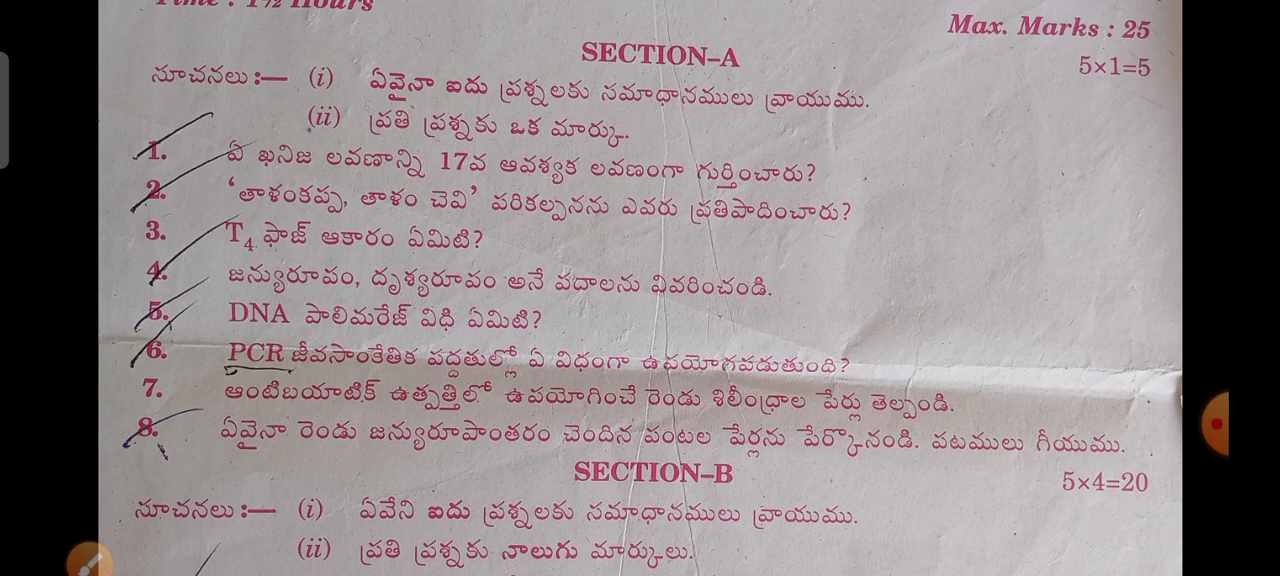 Time : 1½ Hours
Max. Marks : 25
SECTION–A
5×1=5
సూచనలు :— (i) ఏవైనా ఐదు ప్రశ్నలకు సమాధానములు వ్రాయుము.
(ii) ప్రతి ప్రశ్నకు ఒక మార్కు.
1. ఏ ఖనిజ లవణాన్ని 17వ ఆవశ్యక లవణంగా గుర్తించారు?
2. ‘తాళంకప్ప, తాళం చెవి’ పరికల్పనను ఎవరు ప్రతిపాదించారు?
3. T4 ఫాజ్ ఆకారం ఏమిటి?
4. జన్యురూపం, దృశ్యరూపం అనే పదాలను వివరించండి.
5. DNA పాలిమరేజ్ విధి ఏమిటి?
6. PCR జీవసాంకేతిక పద్ధతుల్లో ఏ విధంగా ఉపయోగపడుతుంది?
7. ఆంటిబయాటిక్ ఉత్పత్తిలో ఉపయోగించే రెండు శిలీంధ్రాల పేర్లు తెల్పండి.
8. ఏవైనా రెండు జన్యురూపాంతరం చెందిన పంటల పేర్లను పేర్కొనండి. పటములు గీయుము.
SECTION–B
5×4=20
సూచనలు :— (i) ఏవేని ఐదు ప్రశ్నలకు సమాధానములు వ్రాయుము.
(ii) ప్రతి ప్రశ్నకు నాలుగు మార్కులు.